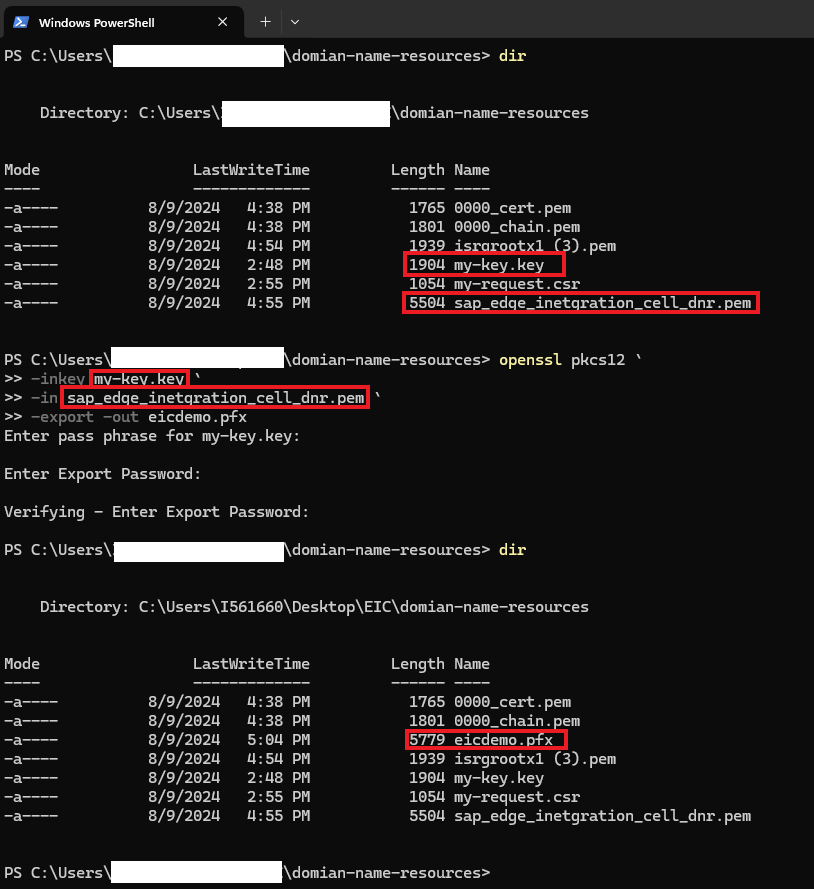 Windows PowerShell
PS C:\Users\ \domian-name-resources> dir
Directory: C:\Users\ \domian-name-resources
Mode LastWriteTime Length Name
---- ------------- ------ ----
-a---- 8/9/2024 4:38 PM 1765 0000_cert.pem
-a---- 8/9/2024 4:38 PM 1801 0000_chain.pem
-a---- 8/9/2024 4:54 PM 1939 isrgrootx1 (3).pem
-a---- 8/9/2024 2:48 PM 1904 my-key.key
-a---- 8/9/2024 2:55 PM 1054 my-request.csr
-a---- 8/9/2024 4:55 PM 5504 sap_edge_inetgration_cell_dnr.pem
PS C:\Users\ \domian-name-resources> openssl pkcs12 `
>> -inkey my-key.key `
>> -in sap_edge_inetgration_cell_dnr.pem `
>> -export -out eicdemo.pfx
Enter pass phrase for my-key.key:
Enter Export Password:
Verifying - Enter Export Password:
PS C:\Users\ \domian-name-resources> dir
Directory: C:\Users\I561660\Desktop\EIC\domian-name-resources
Mode LastWriteTime Length Name
---- ------------- ------ ----
-a---- 8/9/2024 4:38 PM 1765 0000_cert.pem
-a---- 8/9/2024 4:38 PM 1801 0000_chain.pem
-a---- 8/9/2024 5:04 PM 5779 eicdemo.pfx
-a---- 8/9/2024 4:54 PM 1939 isrgrootx1 (3).pem
-a---- 8/9/2024 2:48 PM 1904 my-key.key
-a---- 8/9/2024 2:55 PM 1054 my-request.csr
-a---- 8/9/2024 4:55 PM 5504 sap_edge_inetgration_cell_dnr.pem
PS C:\Users\ \domian-name-resources>